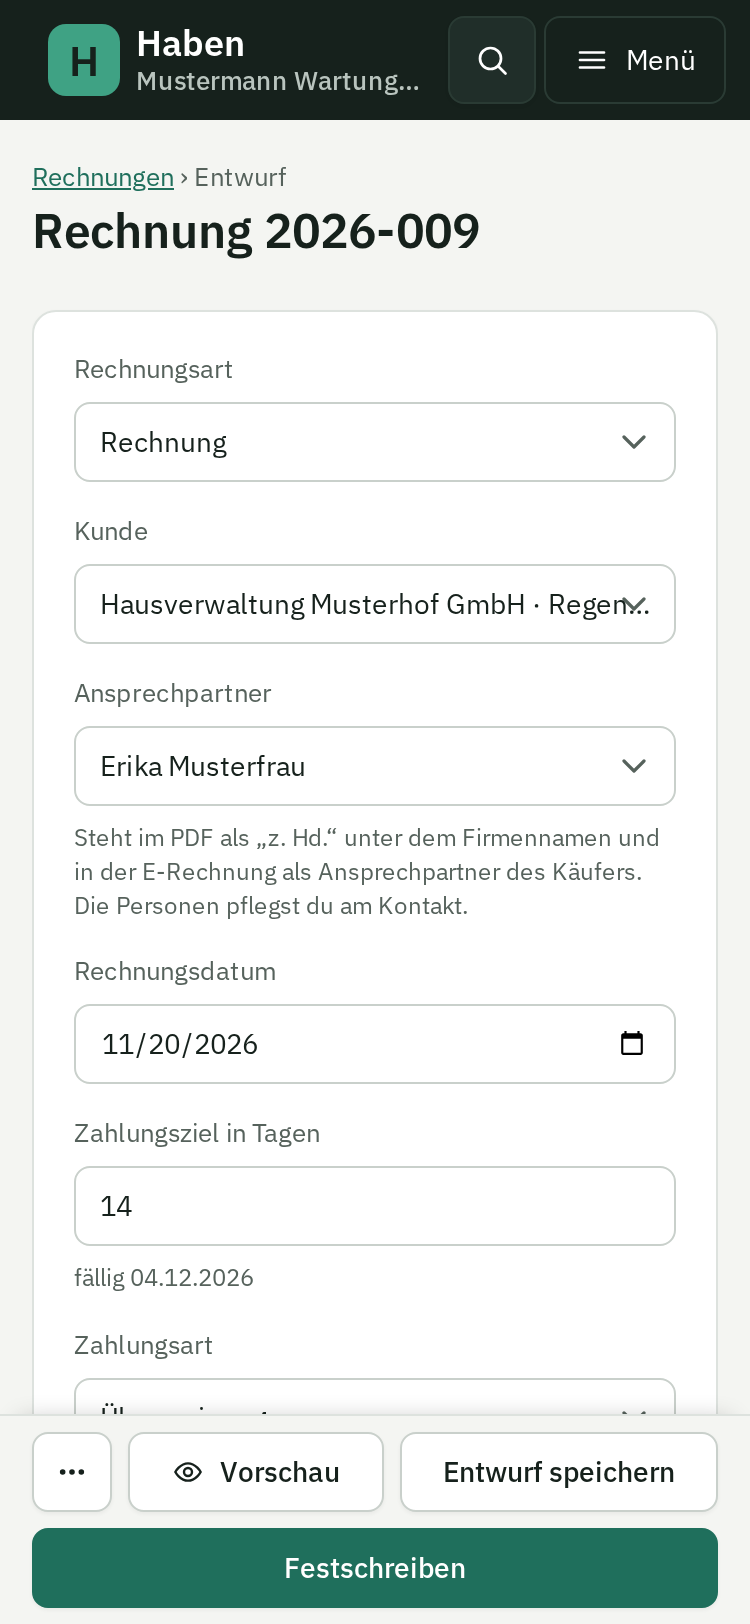 H
Haben
Mustermann Wartung...
Menü
Rechnungen › Entwurf
Rechnung 2026-009
Rechnungsart
Rechnung
Kunde
Hausverwaltung Musterhof GmbH · Regen...
Ansprechpartner
Erika Musterfrau
Steht im PDF als „z. Hd.“ unter dem Firmennamen und
in der E-Rechnung als Ansprechpartner des Käufers.
Die Personen pflegst du am Kontakt.
Rechnungsdatum
11/20/2026
Zahlungsziel in Tagen
14
fällig 04.12.2026
Zahlungsart
Vorschau
Entwurf speichern
Festschreiben